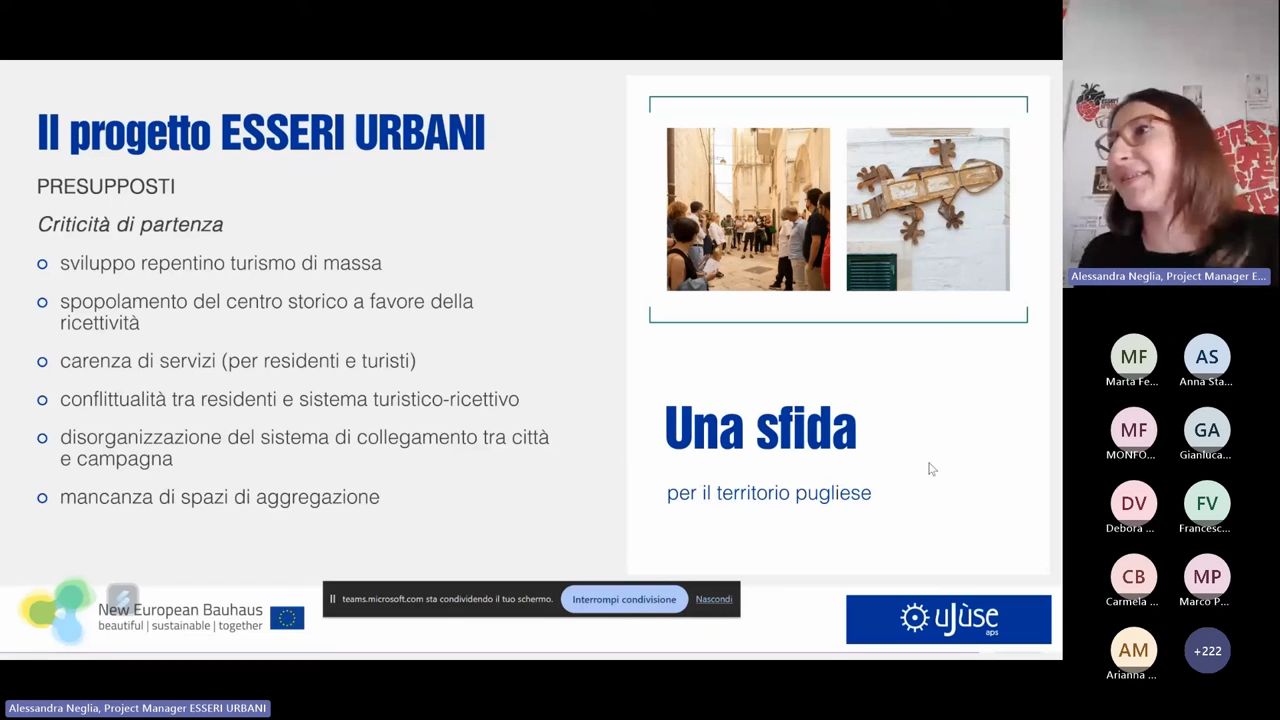 Il progetto ESSERI URBANI
PRESUPPOSTI
Criticità di partenza
sviluppo repentino turismo di massa
spopolamento del centro storico a favore della
ricettività
carenza di servizi (per residenti e turisti)
conflittualità tra residenti e sistema turistico-ricettivo
disorganizzazione del sistema di collegamento tra città
e campagna
mancanza di spazi di aggregazione
Una sfida
per il territorio pugliese
New European Bauhaus
beautiful | sustainable | together
teams.microsoft.com sta condividendo il tuo schermo.
Interrompi condivisione
Nascondi
uJùse
aps
Alessandra Neglia, Project Manager E...
MF
AS
Marta Fe...
Anna Sta...
MF
GA
MONFO...
Gianluca...
DV
FV
Debora ...
Francesc...
CB
MP
Carmela ...
Marco P...
AM
+222
Arianna ...
Alessandra Neglia, Project Manager ESSERI URBANI